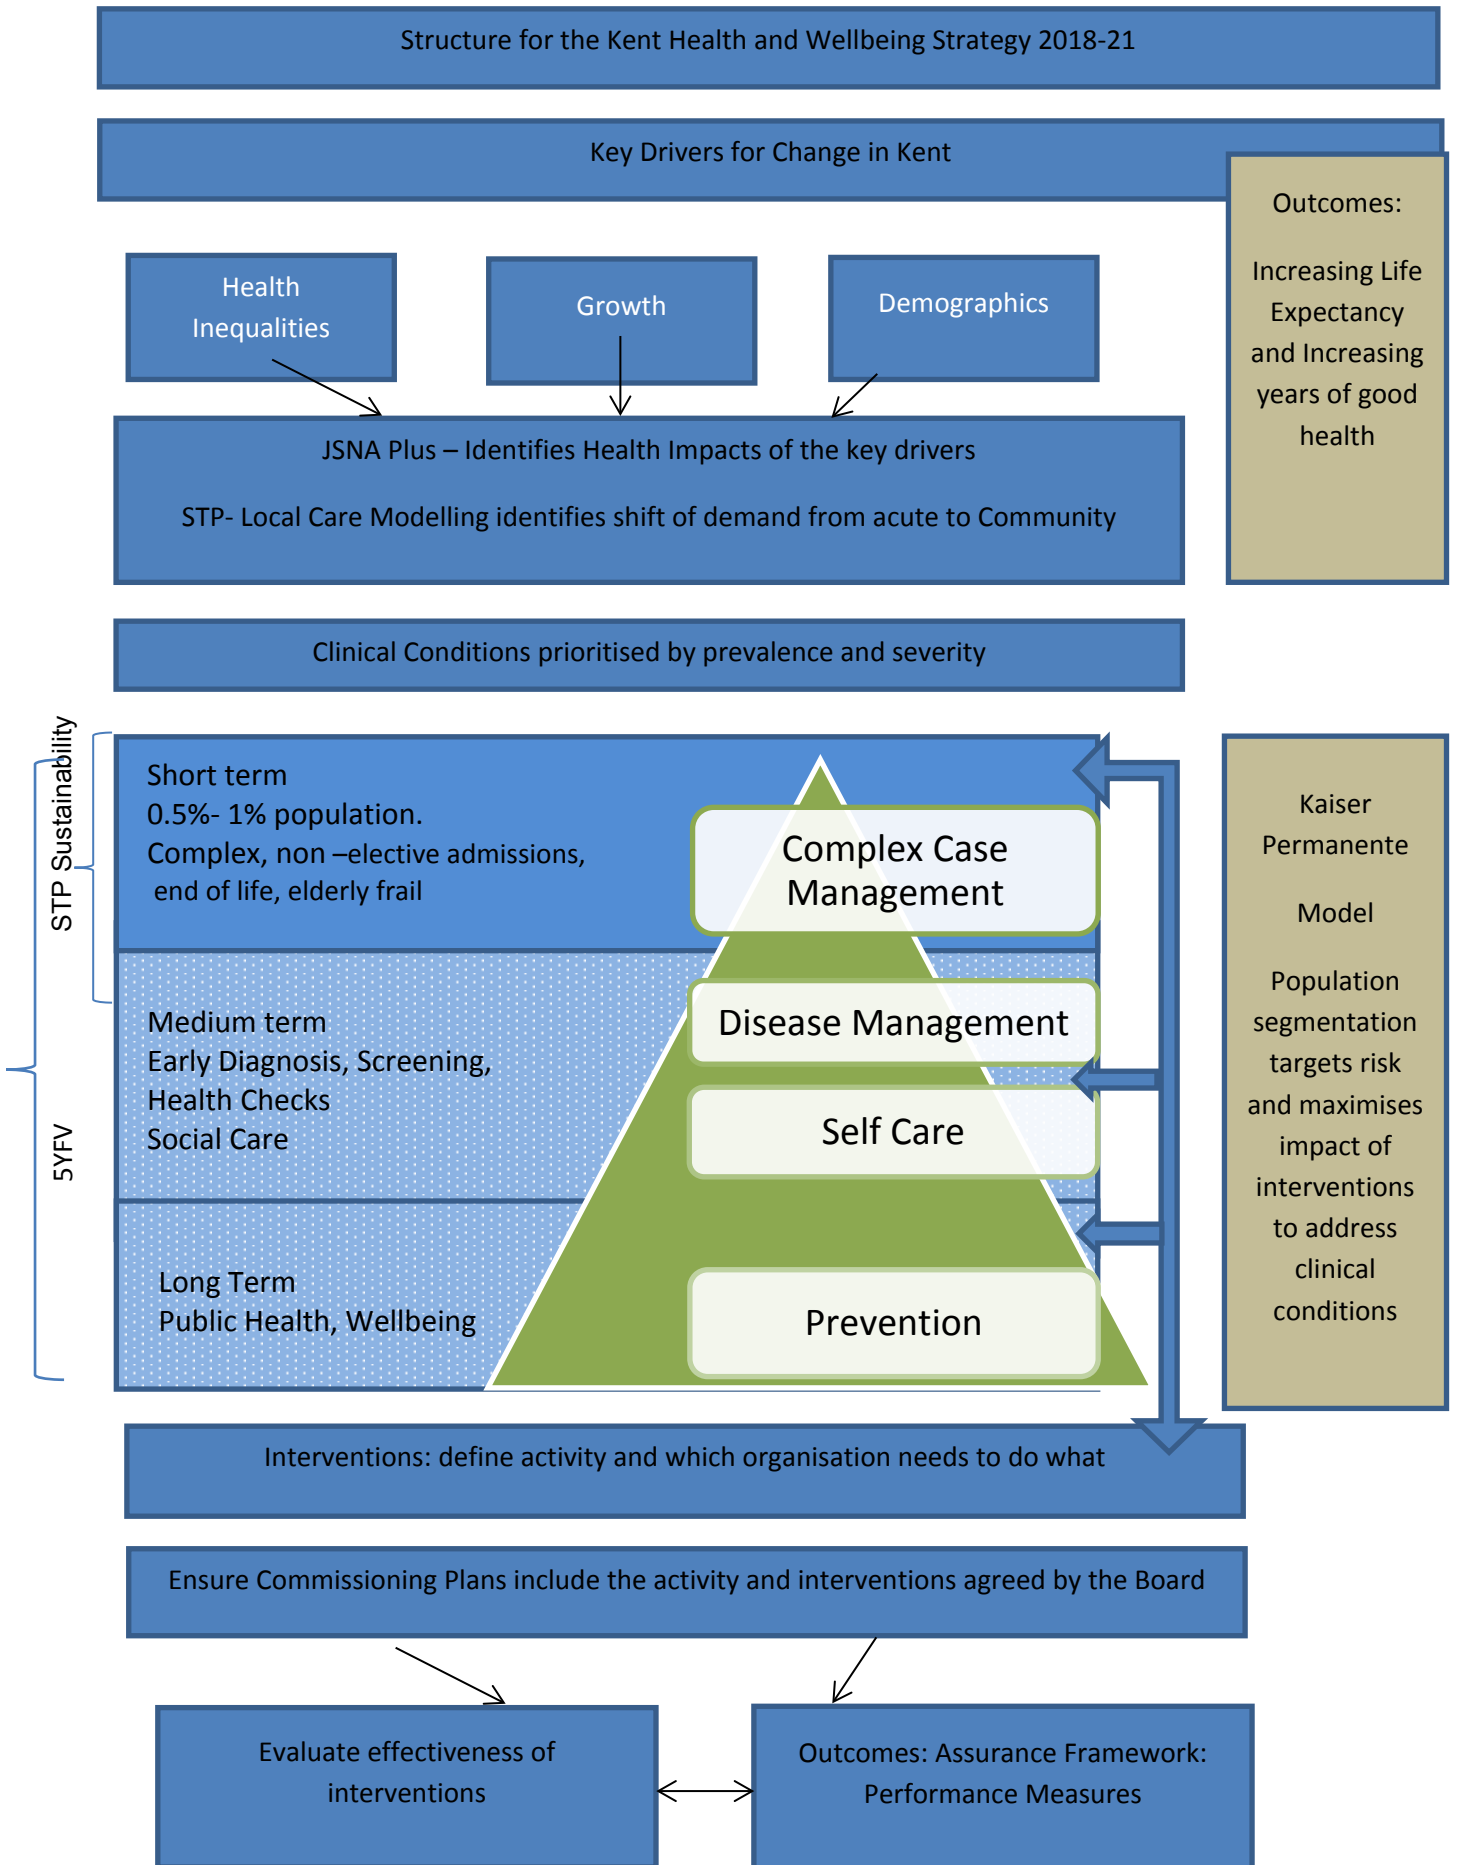 Structure for the Kent Health and Wellbeing Strategy 2018-21
Key Drivers for Change in Kent
Outcomes:
Increasing Life
Expectancy
and Increasing
years of good
health
Health
Inequalities
Growth
Demographics
JSNA Plus – Identifies Health Impacts of the key drivers
STP- Local Care Modelling identifies shift of demand from acute to Community
Clinical Conditions prioritised by prevalence and severity
STP Sustainability
5YFV
Short term
0.5%- 1% population.
Complex, non –elective admissions,
end of life, elderly frail
Medium term
Early Diagnosis, Screening,
Health Checks
Social Care
Long Term
Public Health, Wellbeing
Complex Case
Management
Disease Management
Self Care
Prevention
Kaiser
Permanente
Model
Population
segmentation
targets risk
and maximises
impact of
interventions
to address
clinical
conditions
Interventions: define activity and which organisation needs to do what
Ensure Commissioning Plans include the activity and interventions agreed by the Board
Evaluate effectiveness of
interventions
Outcomes: Assurance Framework:
Performance Measures